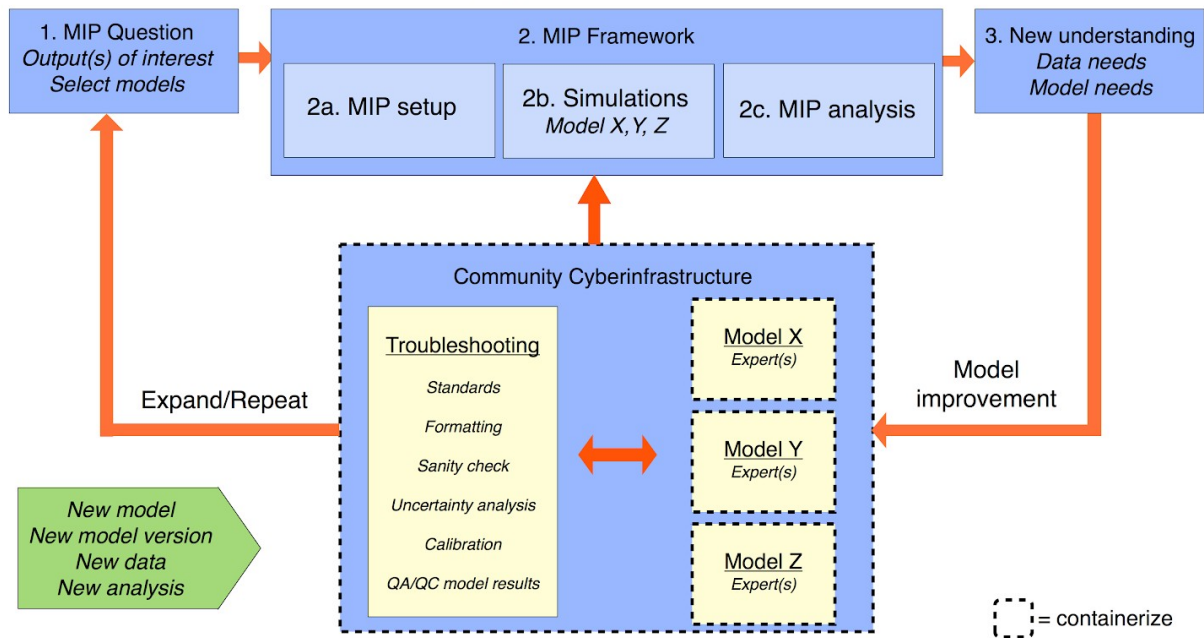 1. MIP Question
Output(s) of interest
Select models
2. MIP Framework
2a. MIP setup
2b. Simulations
Model X, Y, Z
2c. MIP analysis
3. New understanding
Data needs
Model needs
Community Cyberinfrastructure
Troubleshooting
Standards
Formatting
Sanity check
Uncertainty analysis
Calibration
QA/QC model results
Model X
Expert(s)
Model Y
Expert(s)
Model Z
Expert(s)
Expand/Repeat
Model
improvement
New model
New model version
New data
New analysis
= containerize